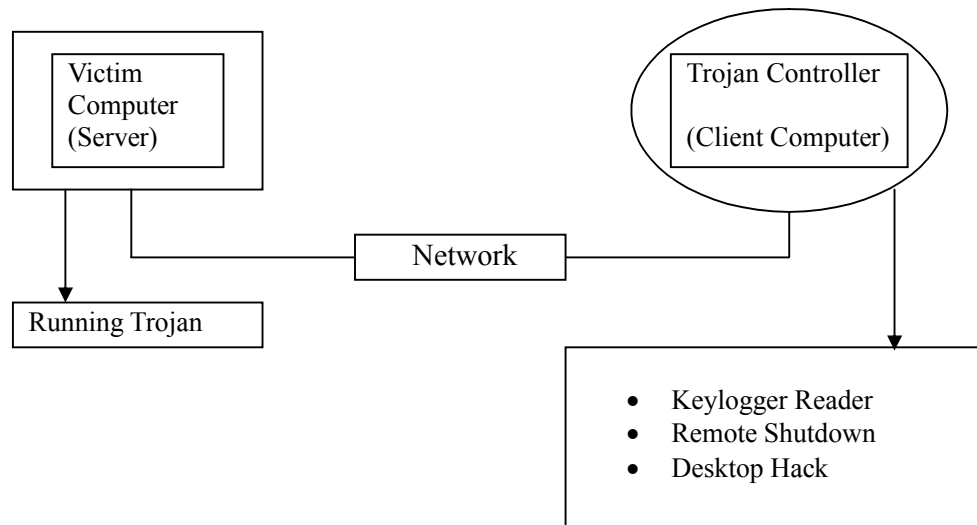 Victim
Computer
(Server)
Trojan Controller
(Client Computer)
Network
Running Trojan
• Keylogger Reader
• Remote Shutdown
• Desktop Hack